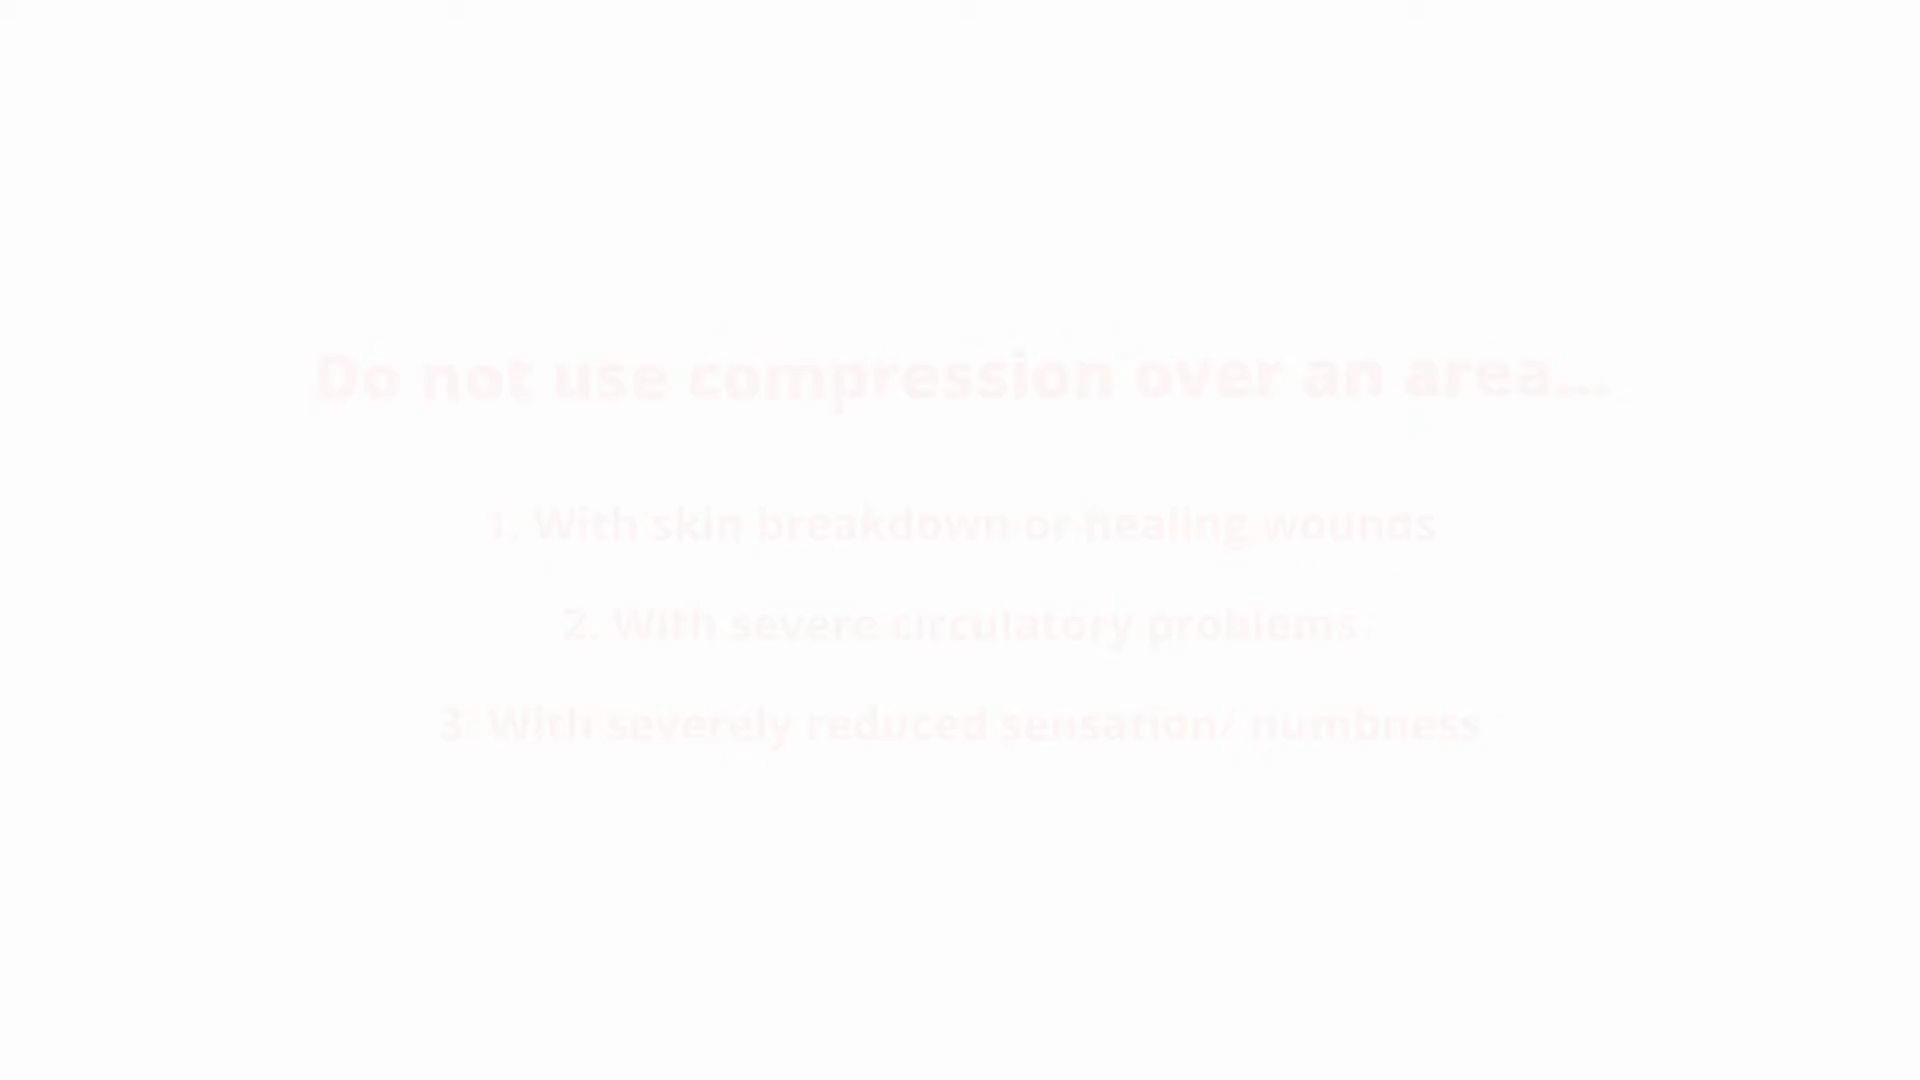 Do not use compression over an area...
1. With skin breakdown or healing wounds
2. With severe circulatory problems
3. With severely reduced sensation/ numbness